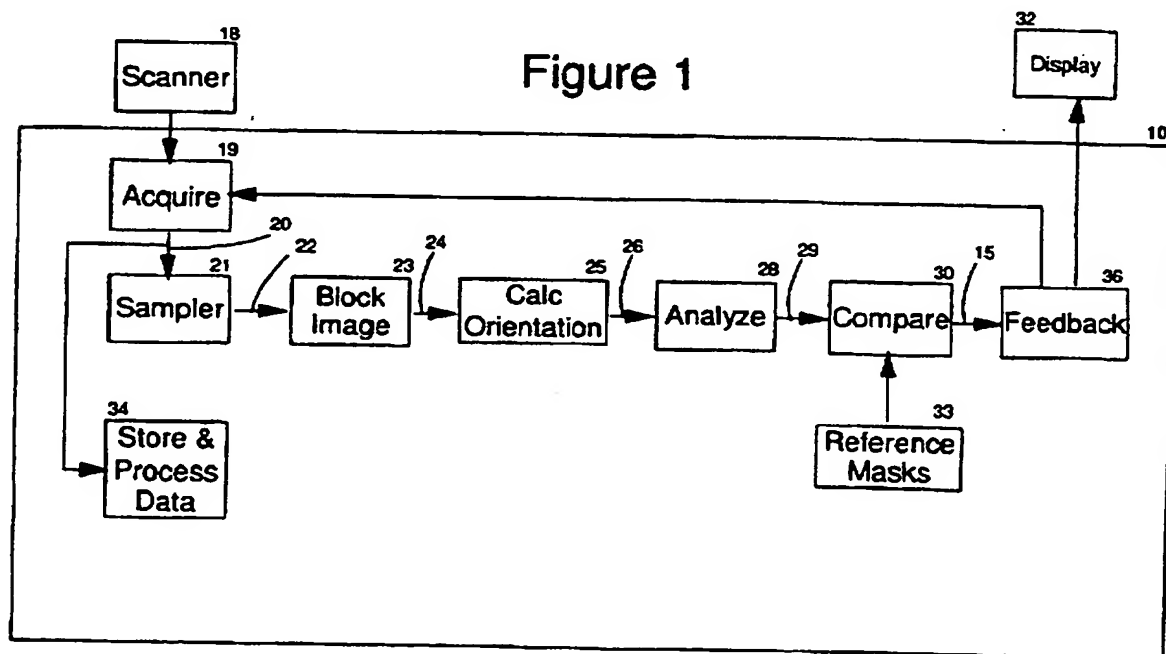 Figure 1
18
Scanner
32
Display
10
19
Acquire
20
21
Sampler
22
23
Block
Image
24
25
Calc
Orientation
26
28
Analyze
29
30
Compare
15
36
Feedback
34
Store &
Process
Data
33
Reference
Masks